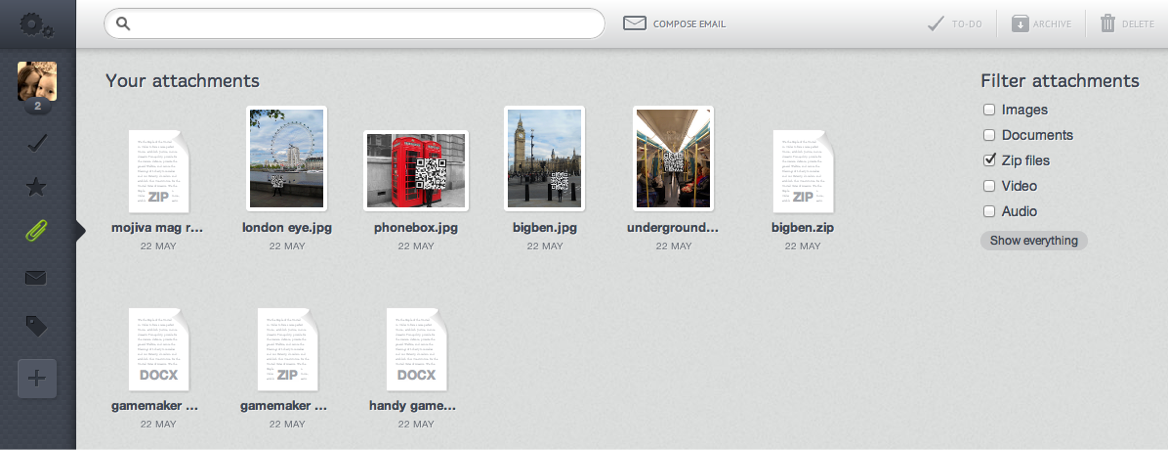 COMPOSE EMAIL
TO-DO
ARCHIVE
DELETE
2
Your attachments
Filter attachments
Images
Documents
Zip files
Video
Audio
Show everything
ZIP
ZIP
mojiva mag r...
london eye.jpg
phonebox.jpg
bigben.jpg
underground...
bigben.zip
22 MAY
22 MAY
22 MAY
22 MAY
22 MAY
22 MAY
DOCX
ZIP
DOCX
gamemaker ...
gamemaker ...
handy game...
22 MAY
22 MAY
22 MAY